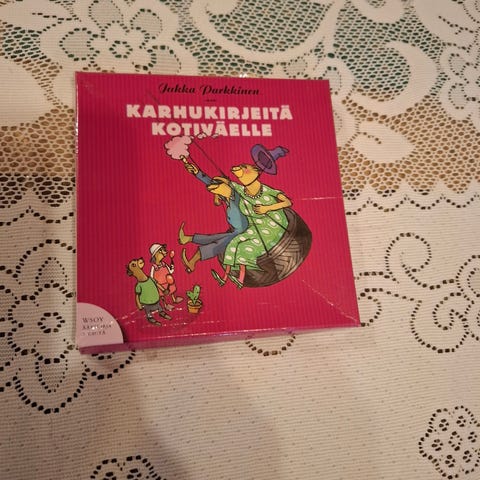 Jukka Parkkinen
KARHUKIRJEITÄ
KOTIVÄELLE
WSOY